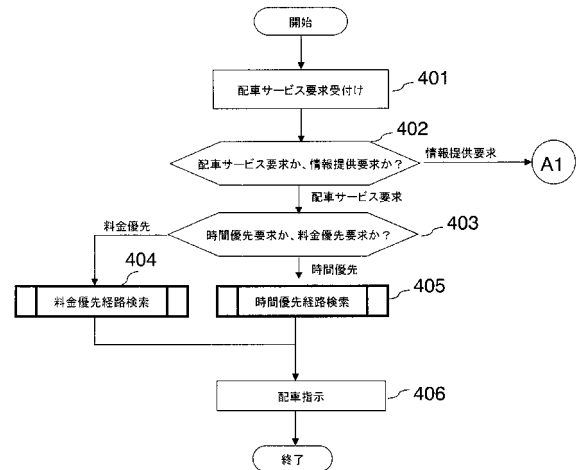 開始
配車サービス要求受付け
401
402
配車サービス要求か、情報提供要求か?
情報提供要求
A1
配車サービス要求
料金優先
時間優先要求か、料金優先要求か?
403
404
時間優先
料金優先経路検索
時間優先経路検索
405
配車指示
406
終了